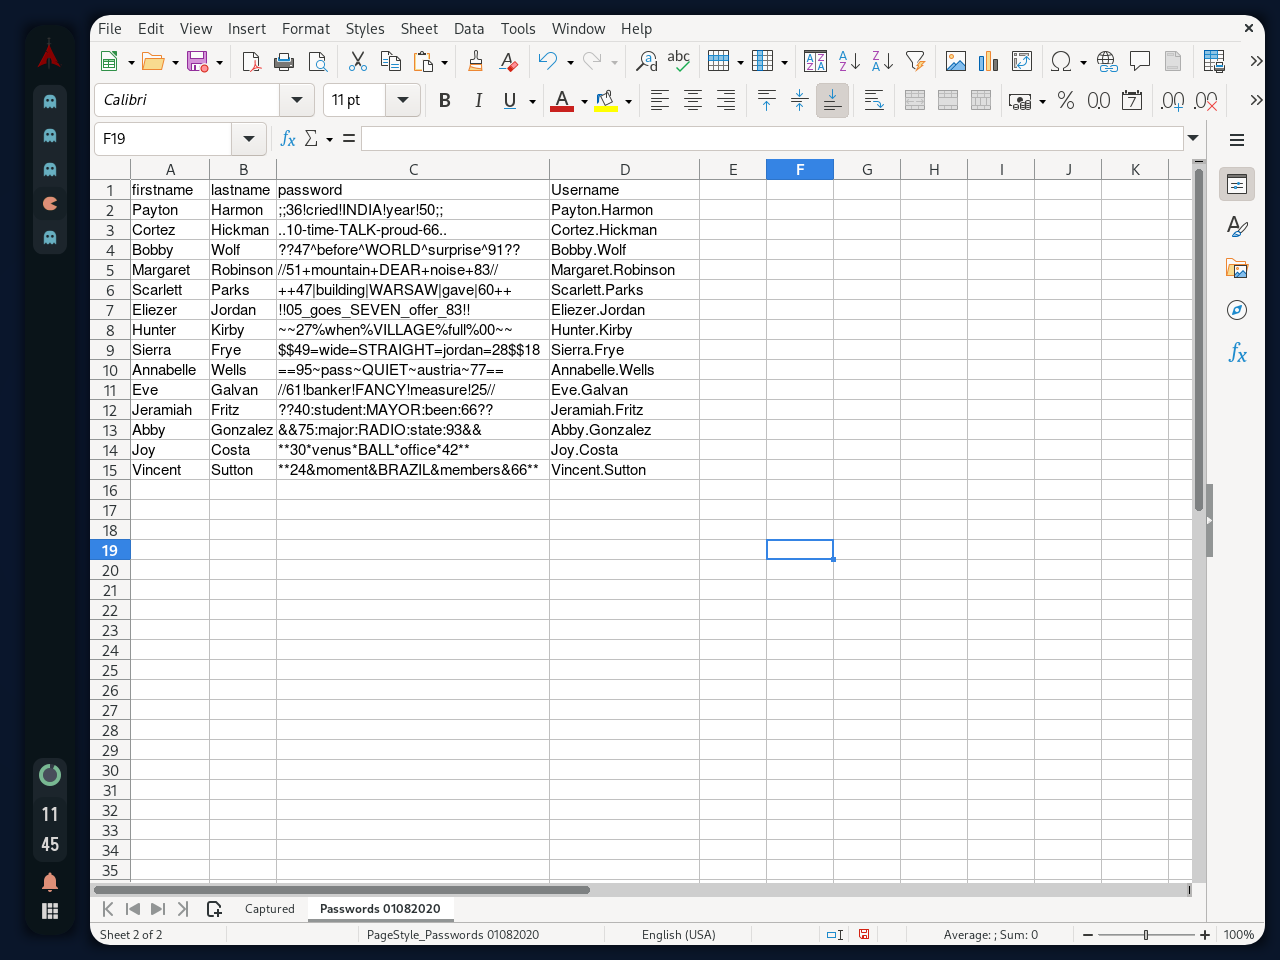 File Edit View Insert Format Styles Sheet Data Tools Window Help
Calibri 11 pt
F19
A B C D E F G H I J K
1 firstname lastname password Username
2 Payton Harmon ;;36!cried!INDIA!year!50;; Payton.Harmon
3 Cortez Hickman ..10-time-TALK-proud-66.. Cortez.Hickman
4 Bobby Wolf ??47^before^WORLD^surprise^91?? Bobby.Wolf
5 Margaret Robinson //51+mountain+DEAR+noise+83// Margaret.Robinson
6 Scarlett Parks ++47|building|WARSAW|gave|60++ Scarlett.Parks
7 Eliezer Jordan !!05_goes_SEVEN_offer_83!! Eliezer.Jordan
8 Hunter Kirby ~~27%when%VILLAGE%full%00~~ Hunter.Kirby
9 Sierra Frye $$49=wide=STRAIGHT=jordan=28$$18 Sierra.Frye
10 Annabelle Wells ==95~pass~QUIET~austria~77== Annabelle.Wells
11 Eve Galvan //61!banker!FANCY!measure!25// Eve.Galvan
12 Jeramiah Fritz ??40:student:MAYOR:been:66?? Jeramiah.Fritz
13 Abby Gonzalez &&75:major:RADIO:state:93&& Abby.Gonzalez
14 Joy Costa **30*venus*BALL*office*42** Joy.Costa
15 Vincent Sutton **24&moment&BRAZIL&members&66** Vincent.Sutton
16
17
18
19
20
21
22
23
24
25
26
27
28
29
30
31
32
33
34
35
11
45
Captured Passwords 01082020
Sheet 2 of 2 PageStyle_Passwords 01082020 English (USA) Average: ; Sum: 0 100%